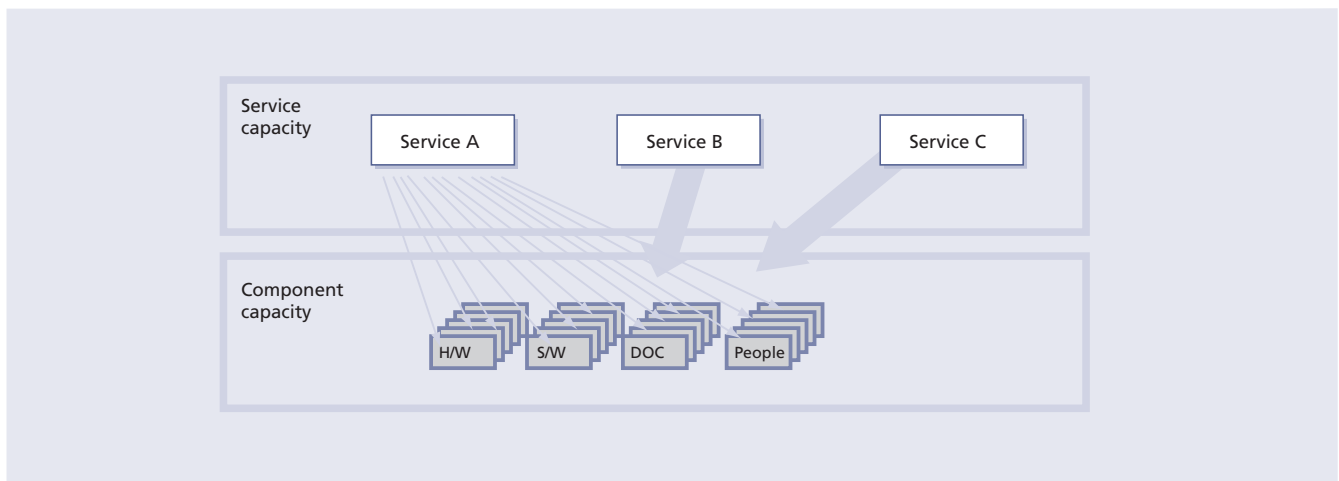 Service
capacity
Service A
Service B
Service C
Component
capacity
H/W
S/W
DOC
People